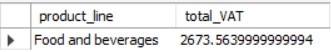 product_line total_VAT
Food and beverages 2673.5639999999994